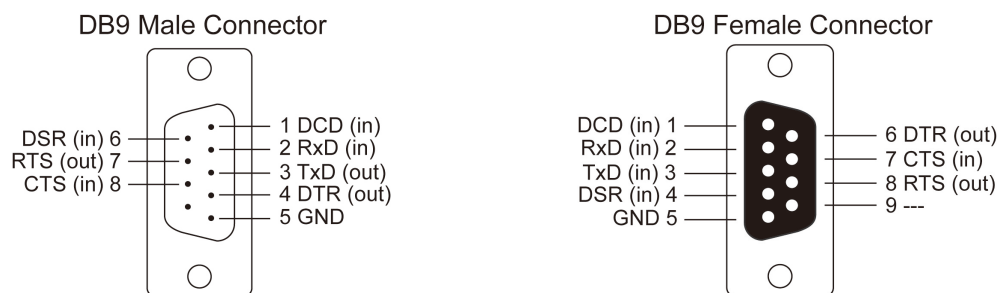 DB9 Male Connector
DSR (in) 6
RTS (out) 7
CTS (in) 8
1 DCD (in)
2 RxD (in)
3 TxD (out)
4 DTR (out)
5 GND
DB9 Female Connector
DCD (in) 1
RxD (in) 2
TxD (in) 3
DSR (in) 4
GND 5
6 DTR (out)
7 CTS (in)
8 RTS (out)
9 ---